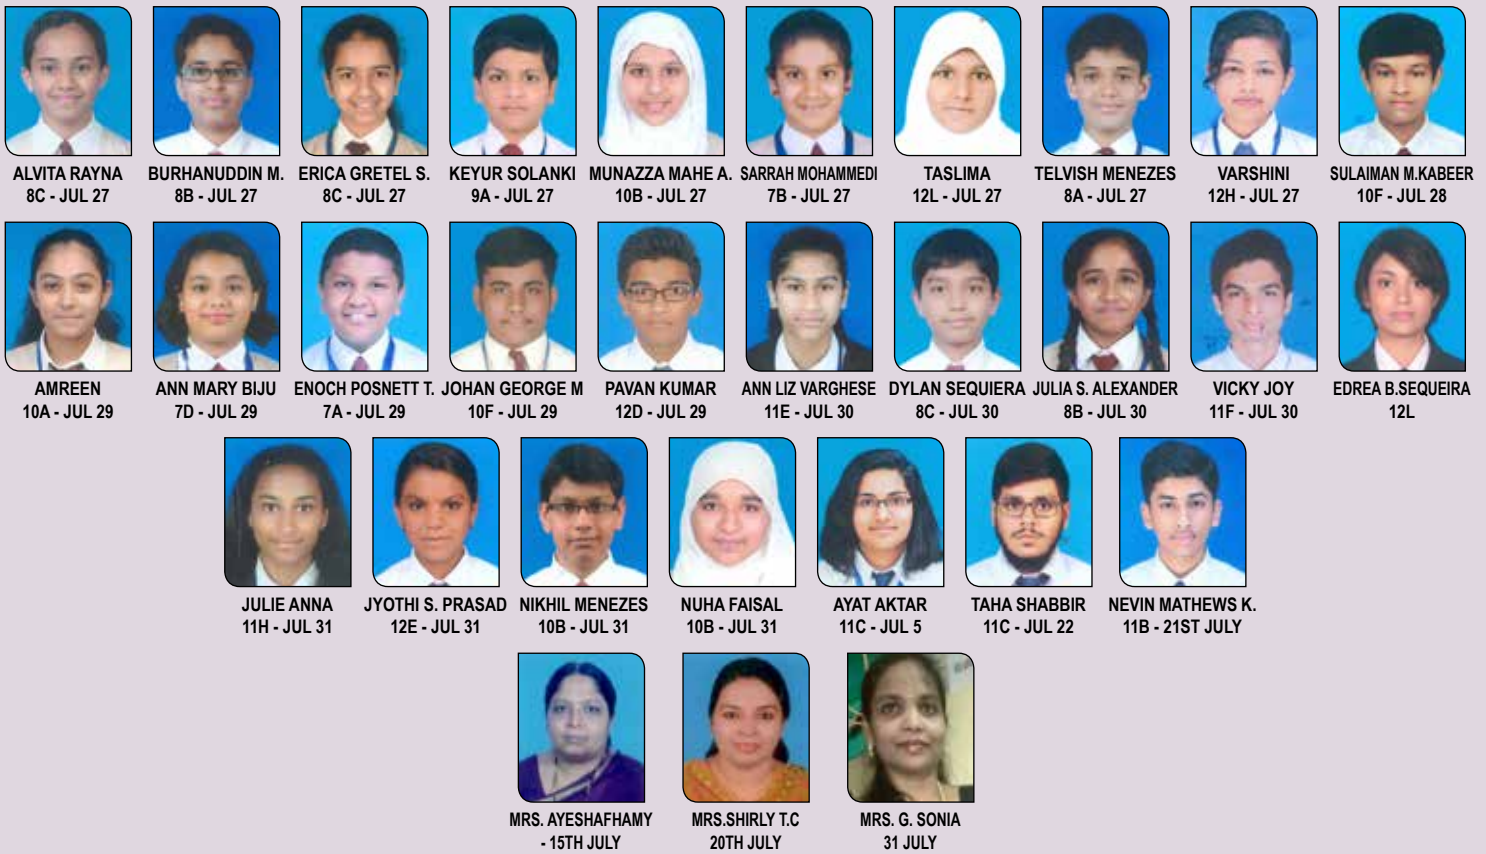 ALVITA RAYNA
8C - JUL 27
BURHANUDDIN M.
8B - JUL 27
ERICA GRETEL S.
8C - JUL 27
KEYUR SOLANKI
9A - JUL 27
MUNAZZA MAHE A.
10B - JUL 27
SARRAH MOHAMMEDI
7B - JUL 27
TASLIMA
12L - JUL 27
TELVISH MENEZES
8A - JUL 27
VARSHINI
12H - JUL 27
SULAIMAN M.KABEER
10F - JUL 28
AMREEN
10A - JUL 29
ANN MARY BIJU
7D - JUL 29
ENOCH POSNETT T.
7A - JUL 29
JOHAN GEORGE M
10F - JUL 29
PAVAN KUMAR
12D - JUL 29
ANN LIZ VARGHESE
11E - JUL 30
DYLAN SEQUIERA
8C - JUL 30
JULIA S. ALEXANDER
8B - JUL 30
VICKY JOY
11F - JUL 30
EDREA B.SEQUEIRA
12L
JULIE ANNA
11H - JUL 31
JYOTHI S. PRASAD
12E - JUL 31
NIKHIL MENEZES
10B - JUL 31
NUHA FAISAL
10B - JUL 31
AYAT AKTAR
11C - JUL 5
TAHA SHABBIR
11C - JUL 22
NEVIN MATHEWS K.
11B - 21ST JULY
MRS. AYESHAFHAMY
- 15TH JULY
MRS.SHIRLY T.C
20TH JULY
MRS. G. SONIA
31 JULY